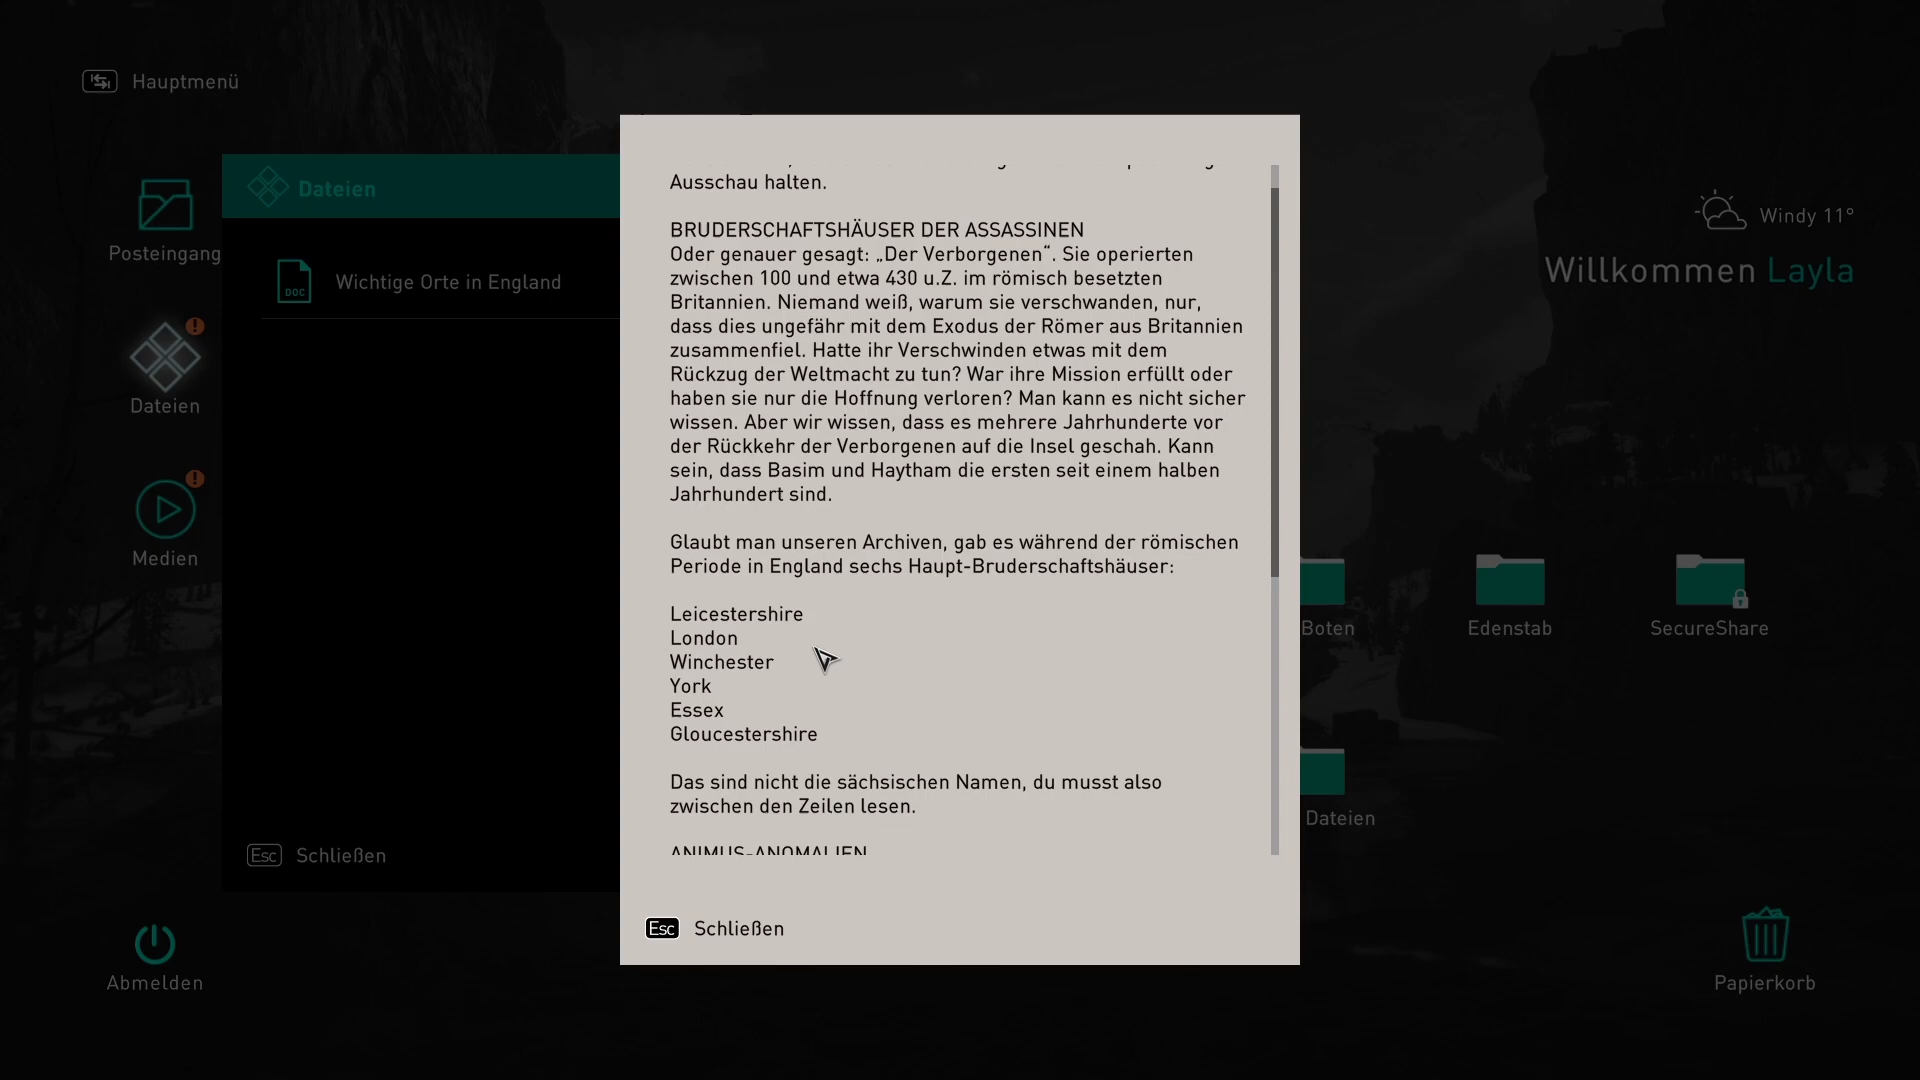 Hauptmenü
Posteingang
Dateien
Medien
Abmelden
Dateien
DOC
Wichtige Orte in England
Esc Schließen
Ausschau halten.
BRUDERSCHAFTSHÄUSER DER ASSASSINEN
Oder genauer gesagt: „Der Verborgenen“. Sie operierten
zwischen 100 und etwa 430 u.Z. im römisch besetzten
Britannien. Niemand weiß, warum sie verschwanden, nur,
dass dies ungefähr mit dem Exodus der Römer aus Britannien
zusammenfiel. Hatte ihr Verschwinden etwas mit dem
Rückzug der Weltmacht zu tun? War ihre Mission erfüllt oder
haben sie nur die Hoffnung verloren? Man kann es nicht sicher
wissen. Aber wir wissen, dass es mehrere Jahrhunderte vor
der Rückkehr der Verborgenen auf die Insel geschah. Kann
sein, dass Basim und Haytham die ersten seit einem halben
Jahrhundert sind.
Glaubt man unseren Archiven, gab es während der römischen
Periode in England sechs Haupt-Bruderschaftshäuser:
Leicestershire
London
Winchester
York
Essex
Gloucestershire
Das sind nicht die sächsischen Namen, du musst also
zwischen den Zeilen lesen.
ANIMUS-ANOMALIEN
Esc Schließen
Windy 11°
Willkommen Layla
Boten
Edenstab
SecureShare
Dateien
Papierkorb